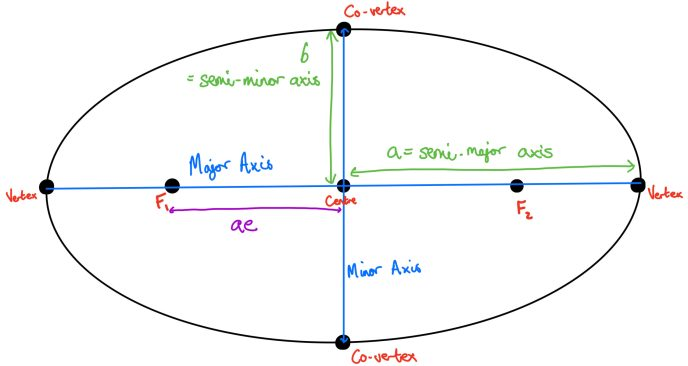 Co-vertex
b
= semi-minor axis
a = semi-major axis
Major Axis
Vertex
F₁
Centre
F₂
Vertex
ae
Minor Axis
Co-vertex